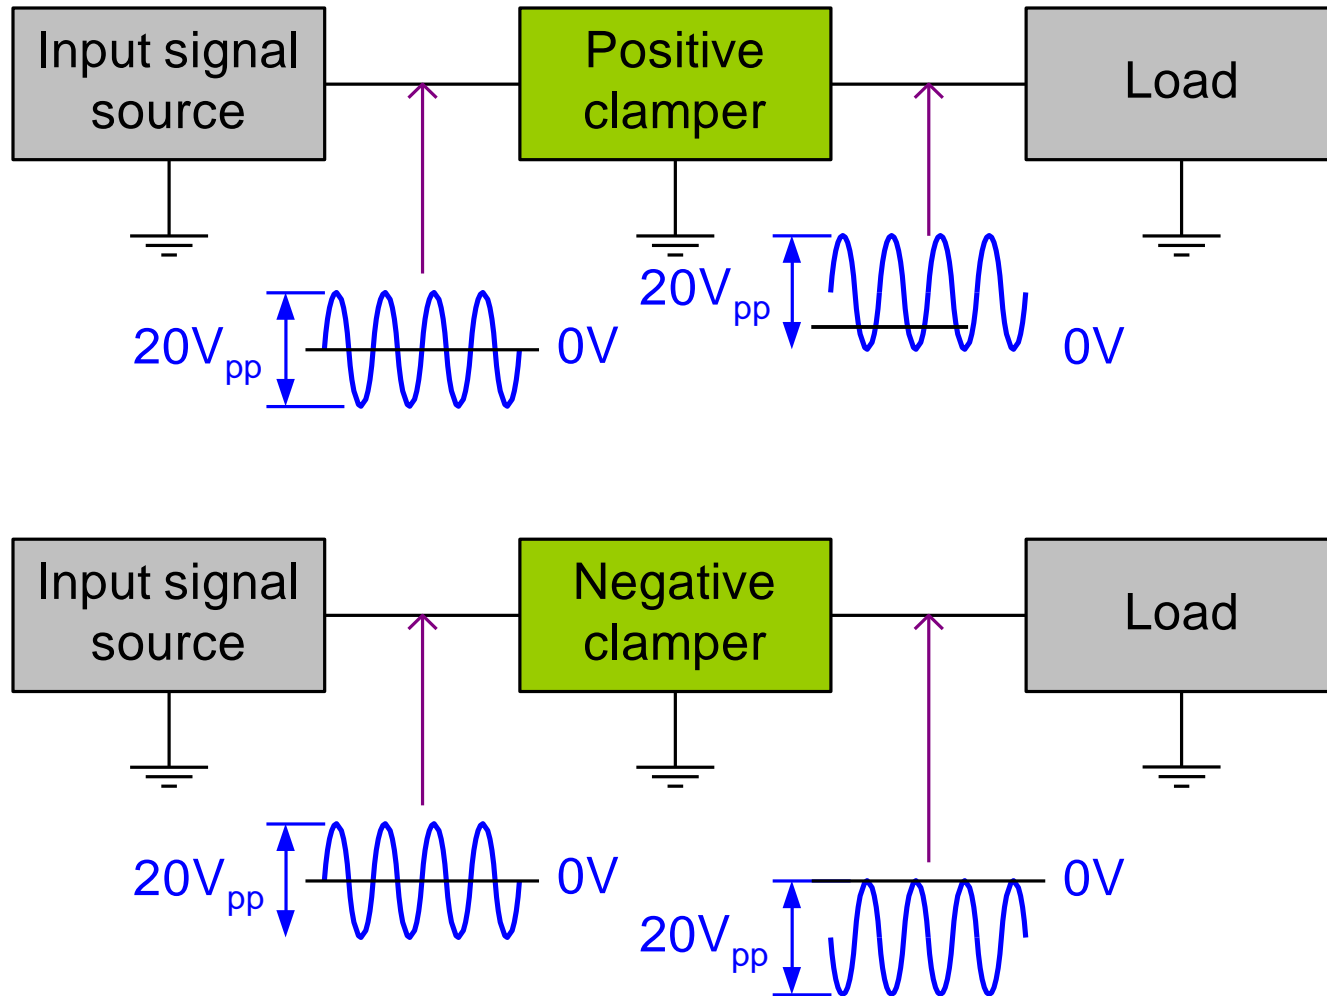 Input signal
source
Positive
clamper
Load
20Vpp
0V
20Vpp
0V
Input signal
source
Negative
clamper
Load
20Vpp
0V
20Vpp
0V